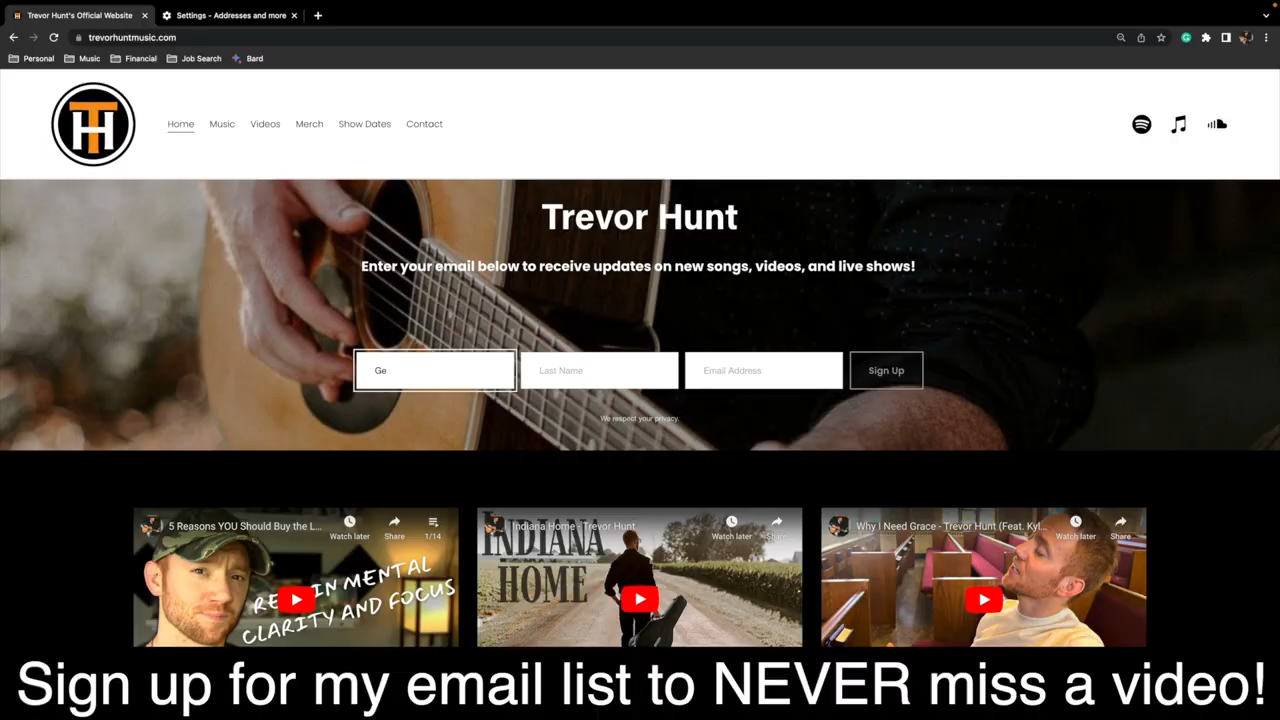 Trevor Hunt's Official Website
Settings - Addresses and more
trevorhuntmusic.com
Personal
Music
Financial
Job Search
Bard
TH
Home
Music
Videos
Merch
Show Dates
Contact
Trevor Hunt
Enter your email below to receive updates on new songs, videos, and live shows!
Ge
Last Name
Email Address
Sign Up
We respect your privacy.
5 Reasons YOU Should Buy the L...
Watch later
Share
1/14
MENTAL
CLARITY AND FOCUS
Indiana Home - Trevor Hunt
Watch later
Share
INDIANA
HOME
Why I Need Grace - Trevor Hunt (Feat. Kyl...
Watch later
Share
Sign up for my email list to NEVER miss a video!